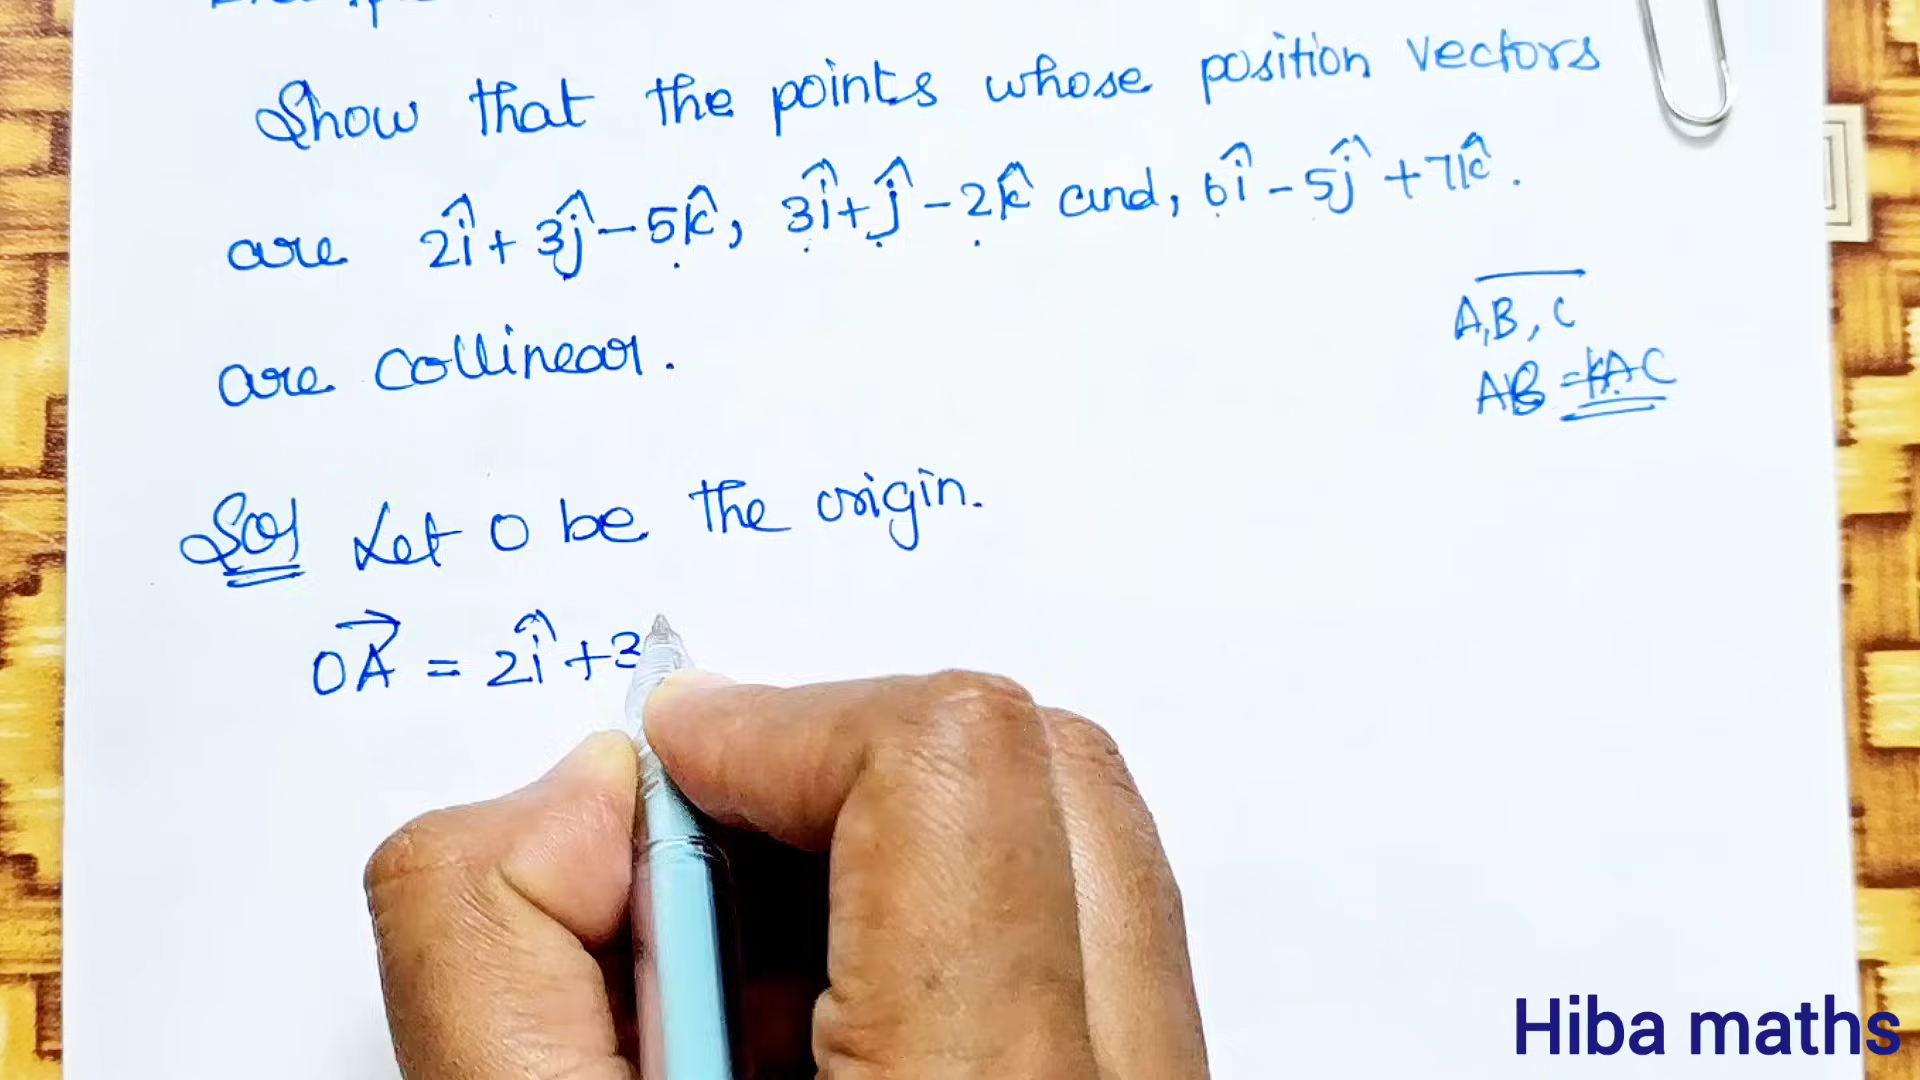 Show that the points whose position vectors
are 2î + 3ĵ - 5k̂, 3î + ĵ - 2k̂ and, 6î - 5ĵ + 7k̂.
are collinear.
A, B, C
AB = kAC
Sol Let O be the origin.
OA⃗ = 2î + 3
Hiba maths